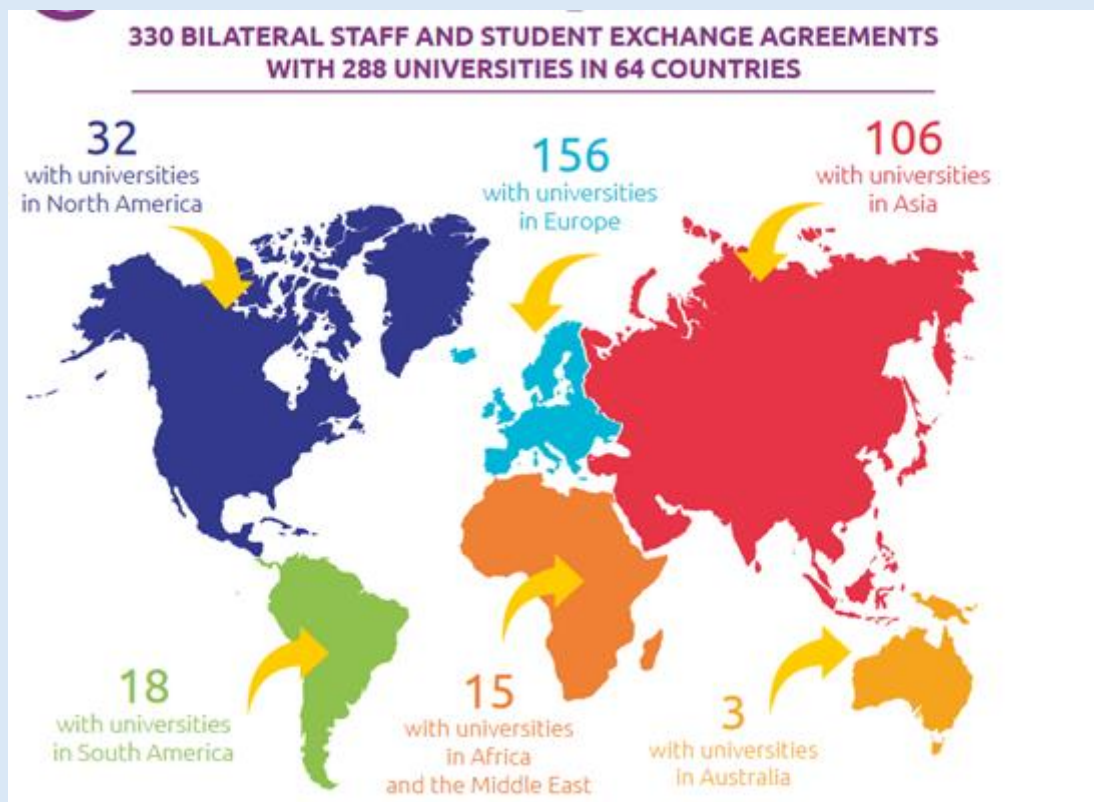 330 BILATERAL STAFF AND STUDENT EXCHANGE AGREEMENTS
WITH 288 UNIVERSITIES IN 64 COUNTRIES
32
with universities
in North America
156
with universities
in Europe
106
with universities
in Asia
18
with universities
in South America
15
with universities
in Africa
and the Middle East
3
with universities
in Australia